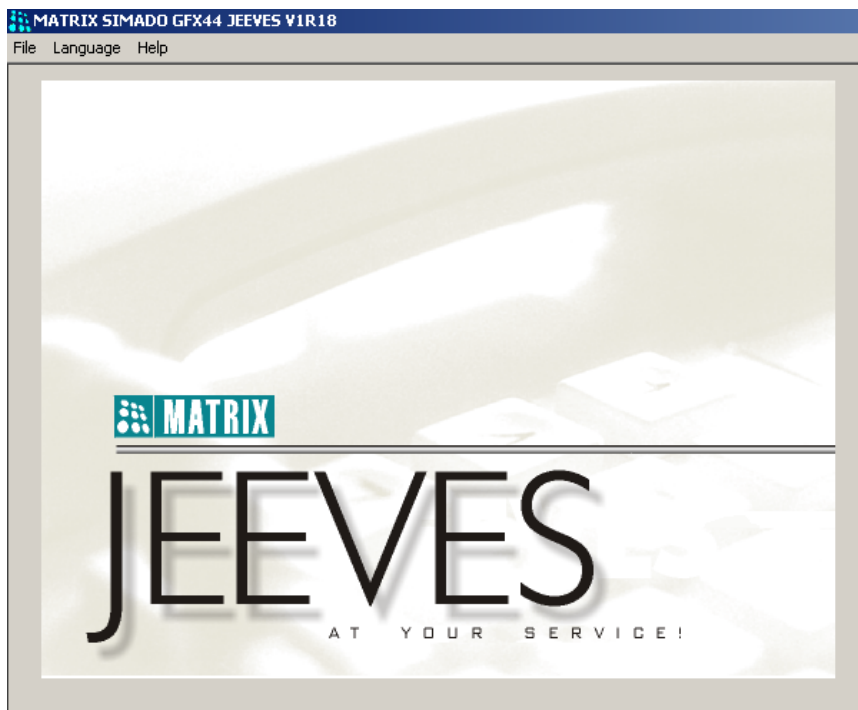 MATRIX SIMADO GFX44 JEEVES V1R18
File Language Help
MATRIX
JEEVES
AT YOUR SERVICE!